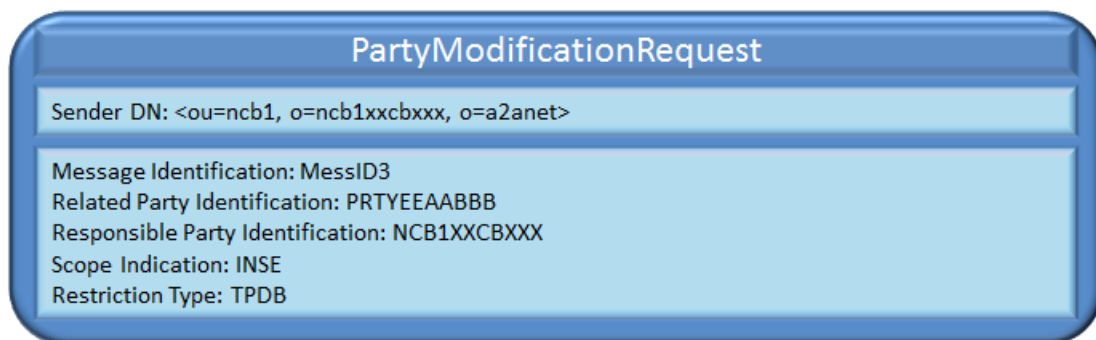 PartyModificationRequest
Sender DN: <ou=ncb1, o=ncb1xxcbxxx, o=a2anet>
Message Identification: MessID3
Related Party Identification: PRTYEEAABBB
Responsible Party Identification: NCB1XXCBXXX
Scope Indication: INSE
Restriction Type: TPDB